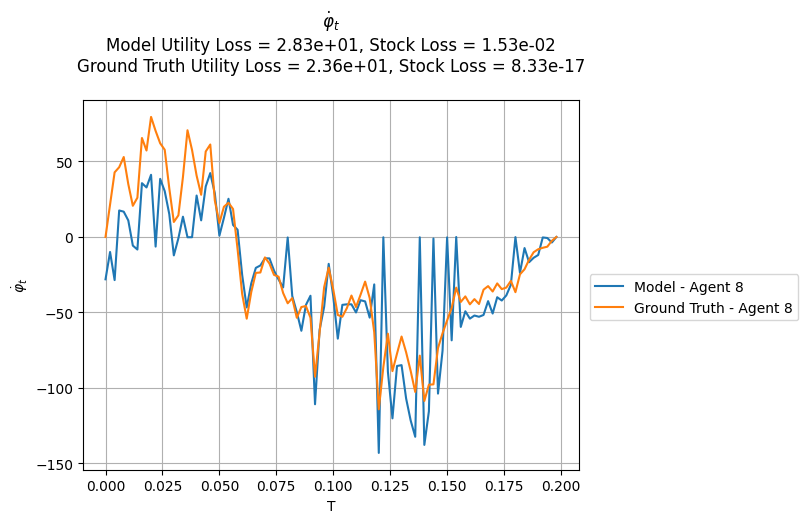 φ̇ₜ
Model Utility Loss = 2.83e+01, Stock Loss = 1.53e-02
Ground Truth Utility Loss = 2.36e+01, Stock Loss = 8.33e-17
φ̇ₜ
50
0
−50
−100
−150
0.000 0.025 0.050 0.075 0.100 0.125 0.150 0.175 0.200
T
Model - Agent 8
Ground Truth - Agent 8